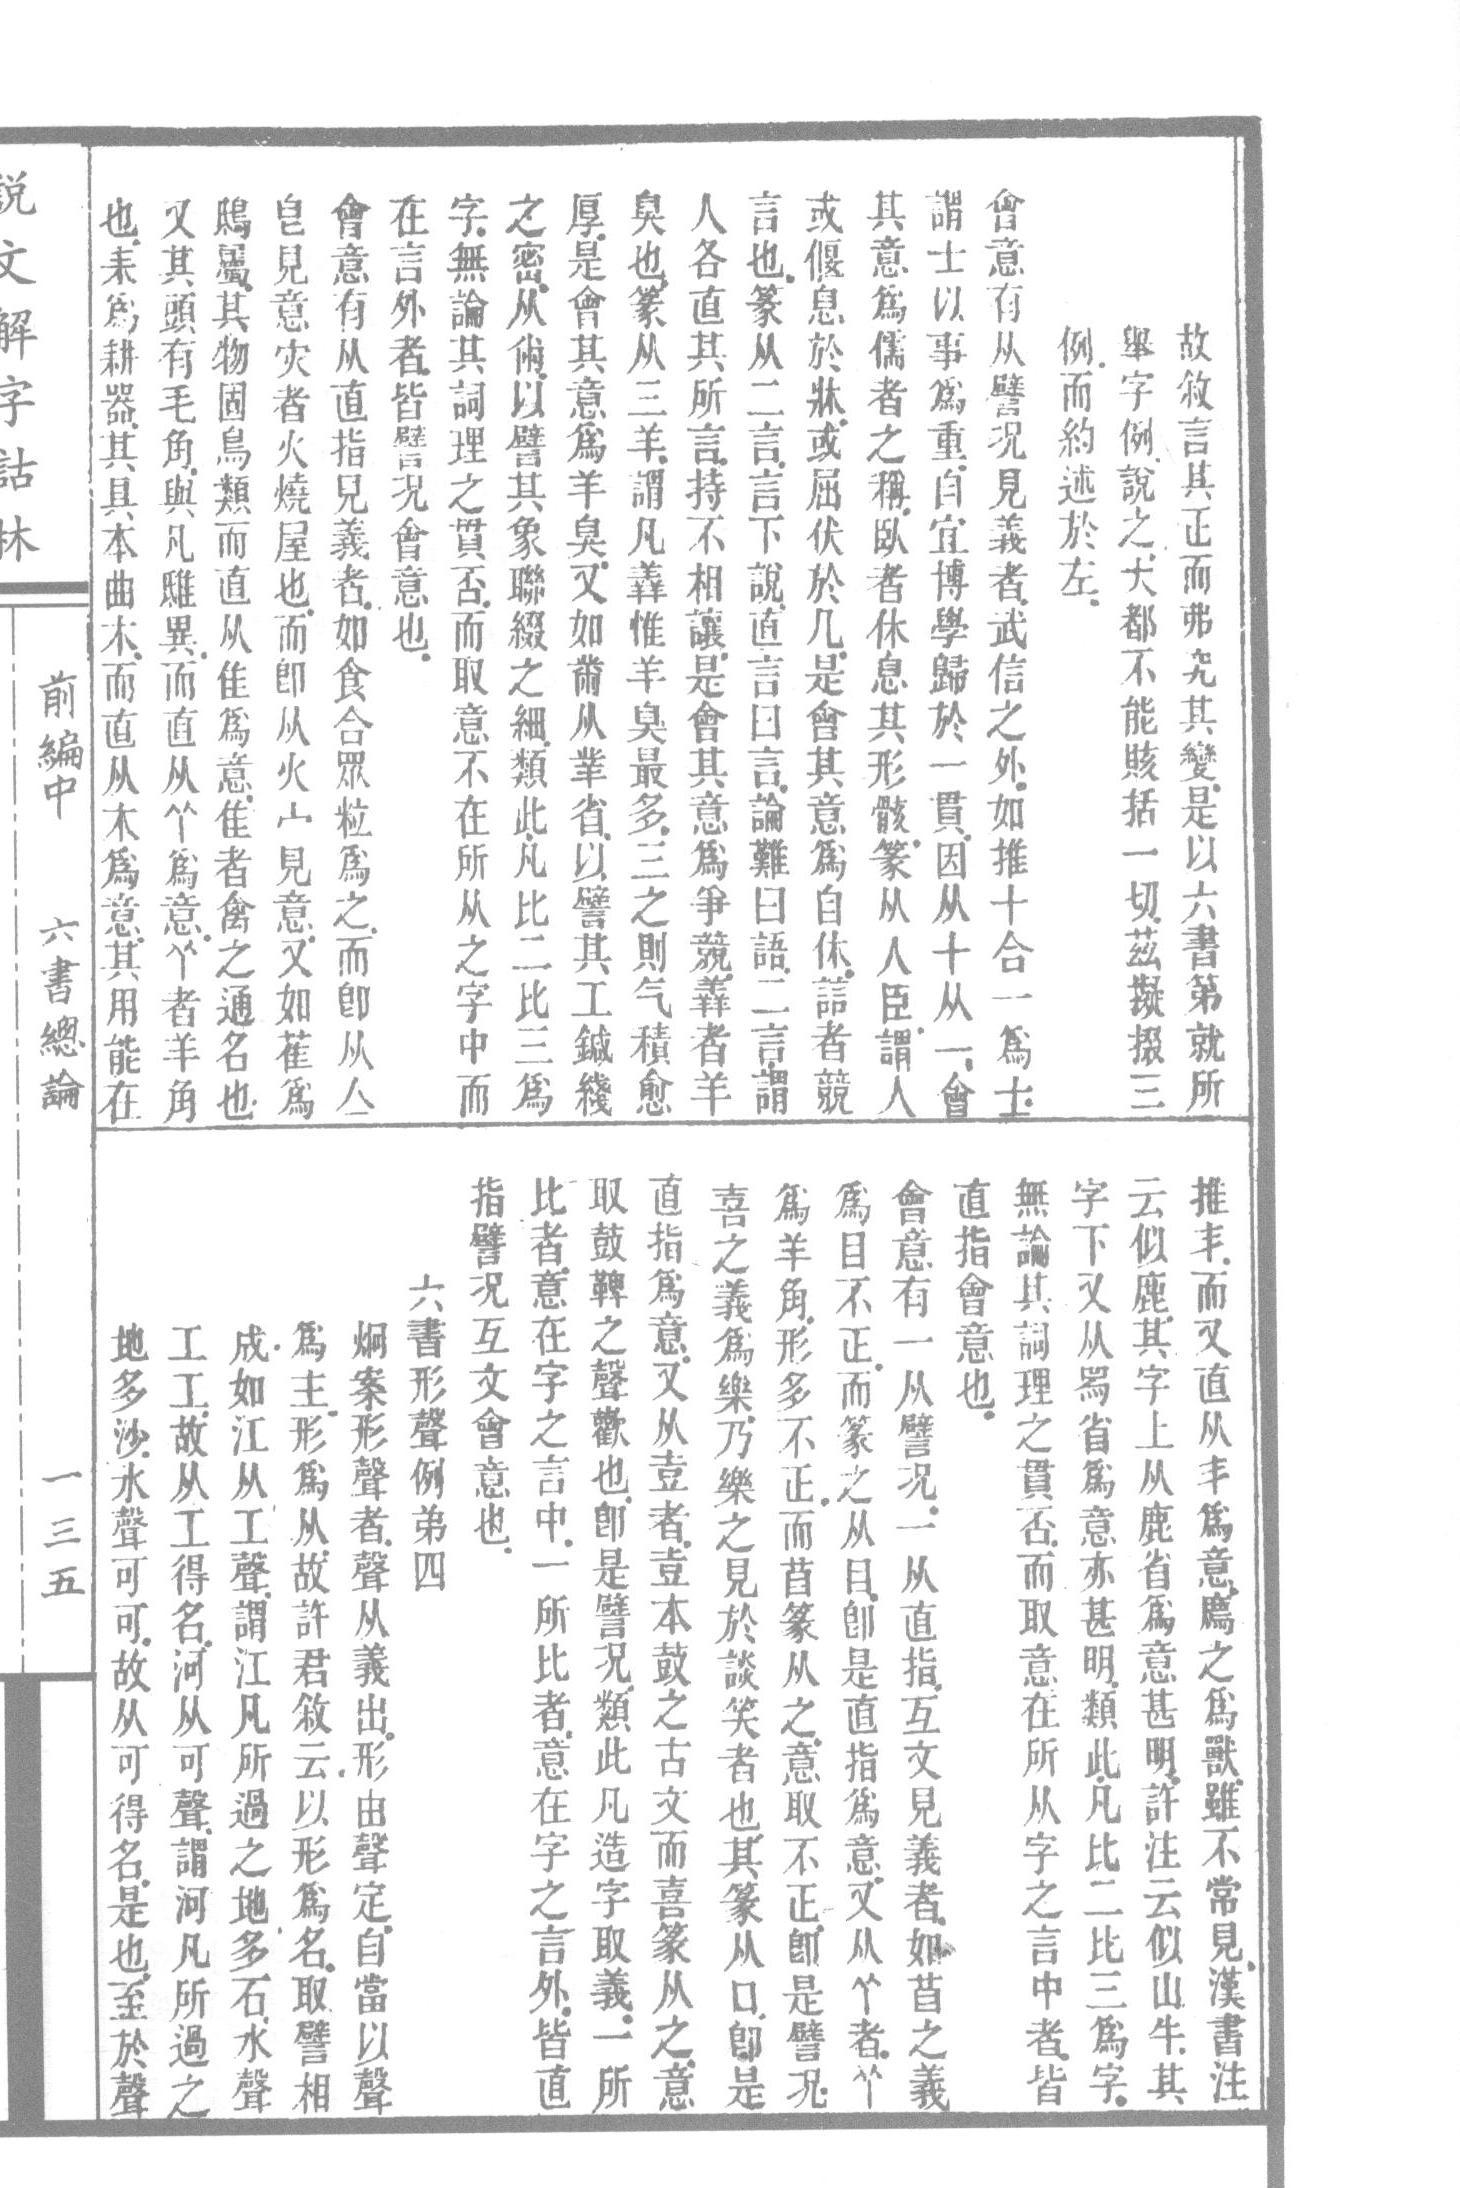 故敘言其正而弗究其變是以六書第就所
舉字例說之大都不能賅括一切茲擬掇三
例而約述於左
會意有从譬況見義者武信之外如推十合一爲士
謂士以事爲重自宜博學歸於一貫因从十从一會
其意爲儒者之稱臥者休息其形骸篆从人臣謂人
或偃息於牀或屈伏於几是會其意爲自休誩者競
言也篆从二言言下說直言曰言論難曰語二言謂
人各直其所言持不相讓是會其意爲爭競羴者羊
臭也篆从三羊謂凡羴惟羊臭最多三之則气積愈
厚是會其意爲羊臭又如黹从丵省以譬其工鍼綫
之密从㡀以譬其象聯綴之細類此凡比二比三爲
字無論其詞理之貫否而取意不在所从之字中而
在言外者皆譬況會意也
會意有从直指見義者如食合眾粒爲之而卽从亼
皀見意灾者火燒屋也而卽从火宀見意又如雈爲
鴟屬其物固鳥類而直从隹爲意隹者禽之通名也
又其頭有毛角與凡雖異而直从𦫳爲意𦫳者羊角
也耒爲耕器其具本曲木而直从木爲意其用能在
推丰而又直从丰爲意廌之爲獸雖不常見漢書注
云似鹿其字上从鹿省爲意甚明許注云似山牛其
字下又从舄省爲意亦甚明類此凡比二比三爲字
無論其詞理之貫否而取意在所从字之言中者皆
直指會意也
會意有一从譬況一从直指互文見義者如苜之義
爲目不正而篆之从目卽是直指爲意又从𦫳者𦫳
爲羊角形多不正而苜篆从之意取不正卽是譬況
喜之義爲樂乃樂之見於談笑者也其篆从口卽是
直指爲意又从壴者壴本鼓之古文而喜篆从之意
取鼓鞞之聲歡也卽是譬況類此凡造字取義一所
比者意在字之言中一所比者意在字之言外皆直
指譬況互文會意也
六書形聲例弟四
炯案形聲者聲从義出形由聲定自當以聲
爲主形爲从故許君敘云以形爲名取譬相
成如江从工聲謂江凡所過之地多石水聲
工工故从工得名河从可聲謂河凡所過之
地多沙水聲可可故从可得名是也至於聲
說文解字詁林
前編中 六書總論 一三五